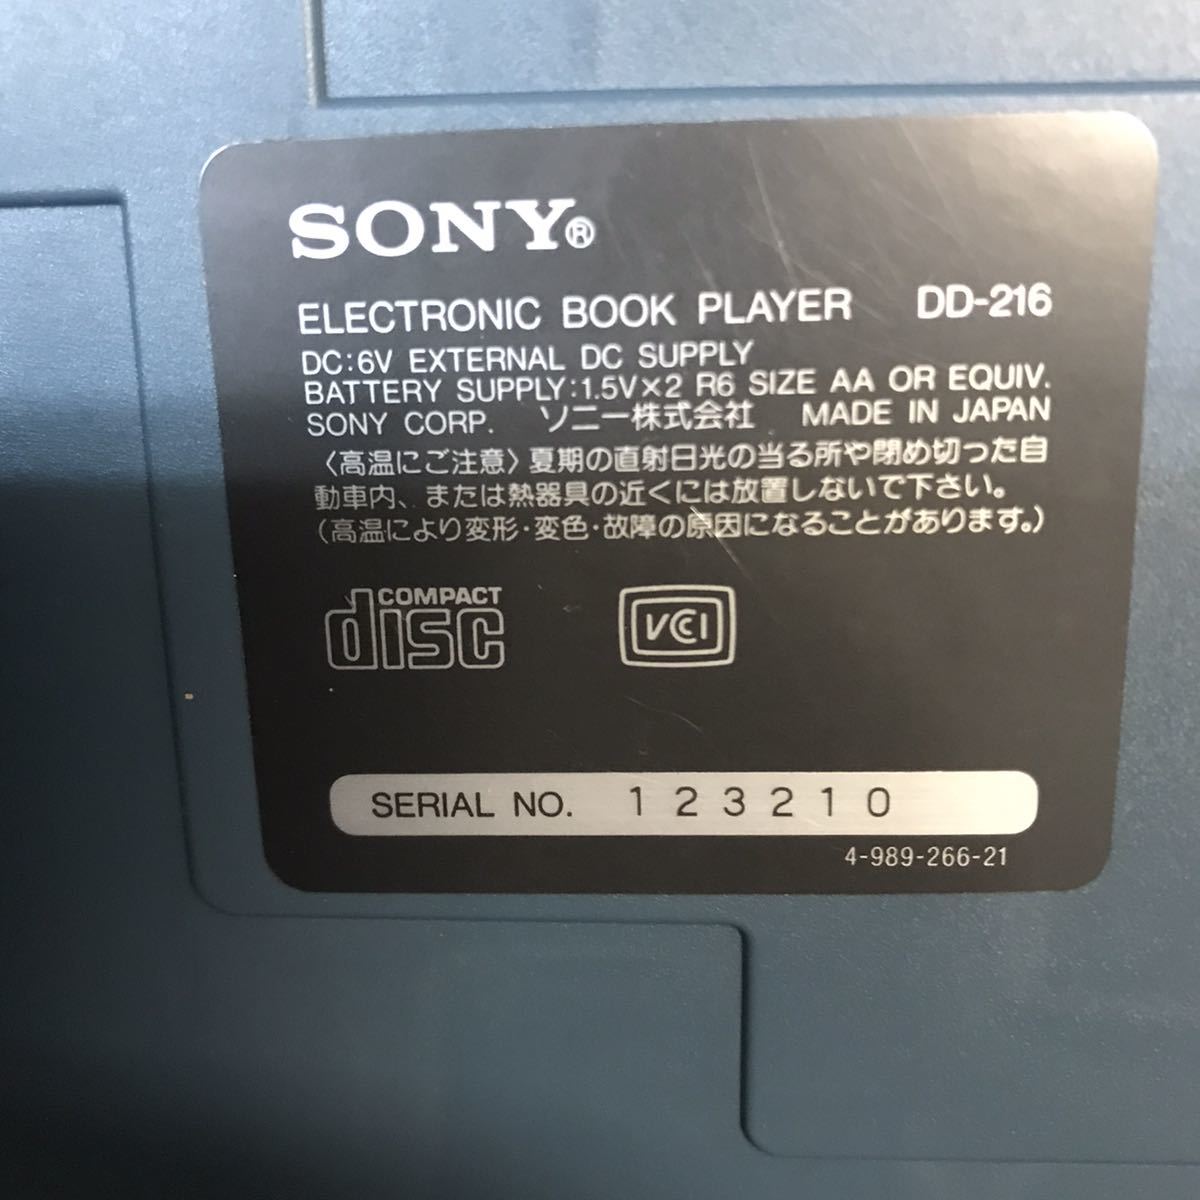 SONY®
ELECTRONIC BOOK PLAYER DD-216
DC:6V EXTERNAL DC SUPPLY
BATTERY SUPPLY:1.5V×2 R6 SIZE AA OR EQUIV.
SONY CORP. ソニー株式会社 MADE IN JAPAN
〈高温にご注意〉夏期の直射日光の当る所や閉め切った自
動車内、または熱器具の近くには放置しないで下さい。
(高温により変形・変色・故障の原因になることがあります。)
COMPACT
disc
VCCI
SERIAL NO. 123210
4-989-266-21